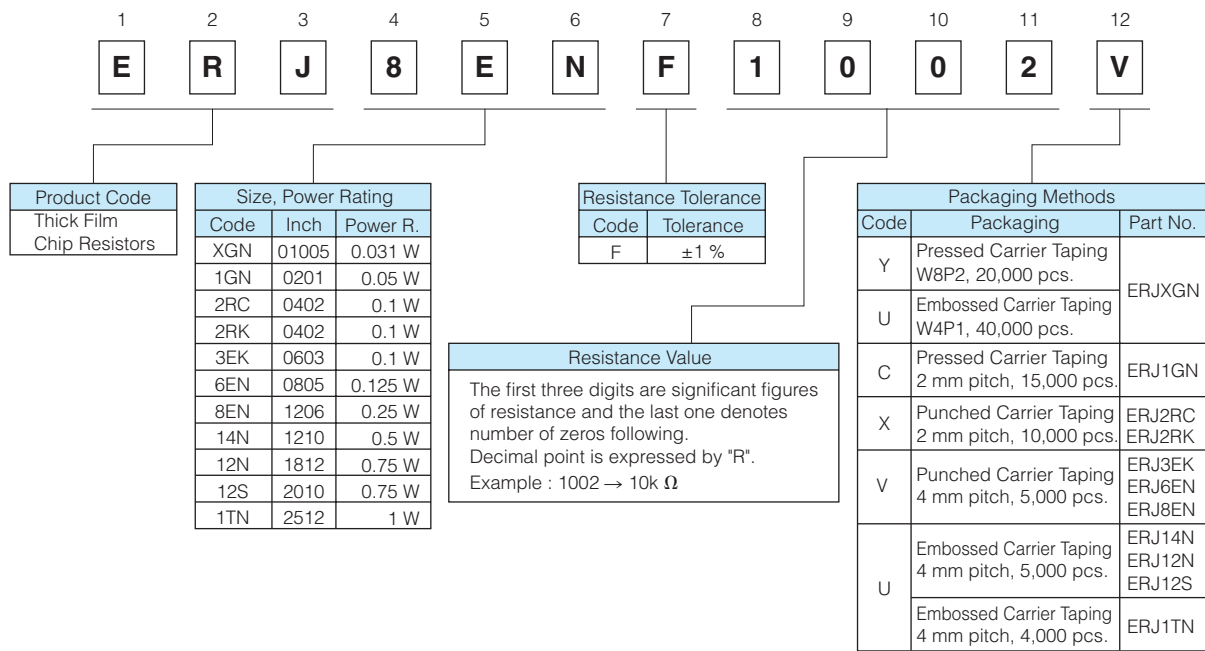 1 2 3 4 5 6 7 8 9 10 11 12
E R J 8 E N F 1 0 0 2 V
Product Code
Thick Film
Chip Resistors
Size, Power Rating
Code Inch Power R.
XGN 01005 0.031 W
1GN 0201 0.05 W
2RC 0402 0.1 W
2RK 0402 0.1 W
3EK 0603 0.1 W
6EN 0805 0.125 W
8EN 1206 0.25 W
14N 1210 0.5 W
12N 1812 0.75 W
12S 2010 0.75 W
1TN 2512 1 W
Resistance Tolerance
Code Tolerance
F ±1 %
Resistance Value
The first three digits are significant figures
of resistance and the last one denotes
number of zeros following.
Decimal point is expressed by "R".
Example : 1002 → 10k Ω
Packaging Methods
Code Packaging Part No.
Y
Pressed Carrier Taping
W8P2, 20,000 pcs.
ERJXGN
U
Embossed Carrier Taping
W4P1, 40,000 pcs.
C
Pressed Carrier Taping
2 mm pitch, 15,000 pcs.
ERJ1GN
X
Punched Carrier Taping
2 mm pitch, 10,000 pcs.
ERJ2RC
ERJ2RK
V
Punched Carrier Taping
4 mm pitch, 5,000 pcs.
ERJ3EK
ERJ6EN
ERJ8EN
U
Embossed Carrier Taping
4 mm pitch, 5,000 pcs.
ERJ14N
ERJ12N
ERJ12S
Embossed Carrier Taping
4 mm pitch, 4,000 pcs.
ERJ1TN